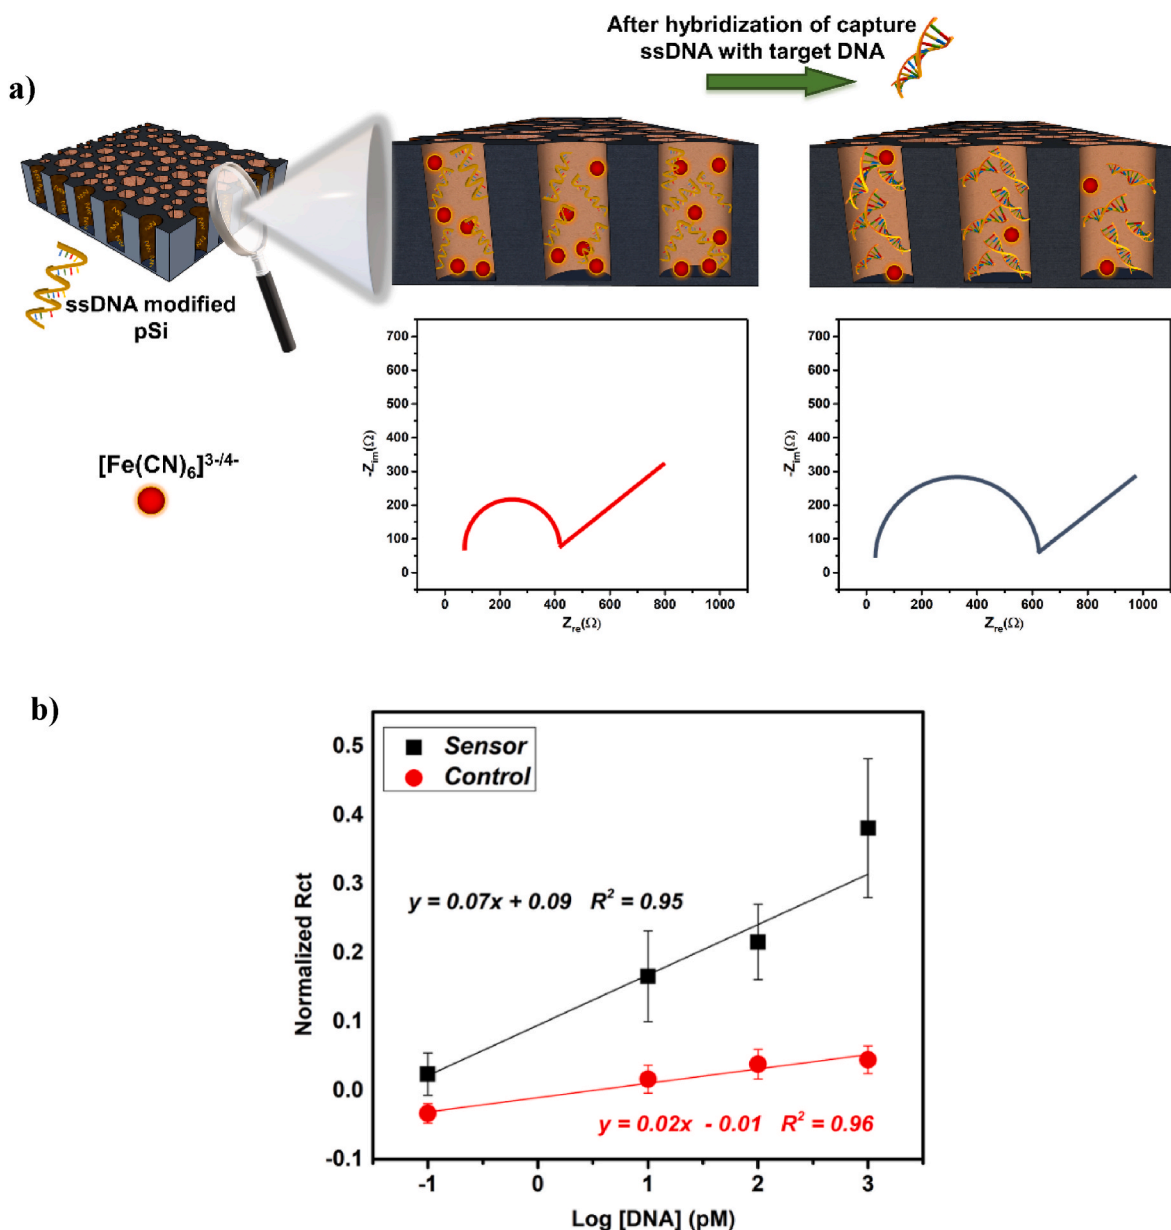 a)
After hybridization of capture
ssDNA with target DNA
ssDNA modified
pSi
[Fe(CN)₆]³⁻/⁴⁻
700
600
500
400
300
200
100
0
-Z_im(Ω)
0 200 400 600 800 1000
Z_re(Ω)
700
600
500
400
300
200
100
0
-Z_im(Ω)
0 200 400 600 800 1000
Z_re(Ω)
b)
Sensor
Control
0.5
0.4
0.3
0.2
0.1
0.0
-0.1
Normalized Rct
y = 0.07x + 0.09 R² = 0.95
y = 0.02x - 0.01 R² = 0.96
-1 0 1 2 3
Log [DNA] (pM)